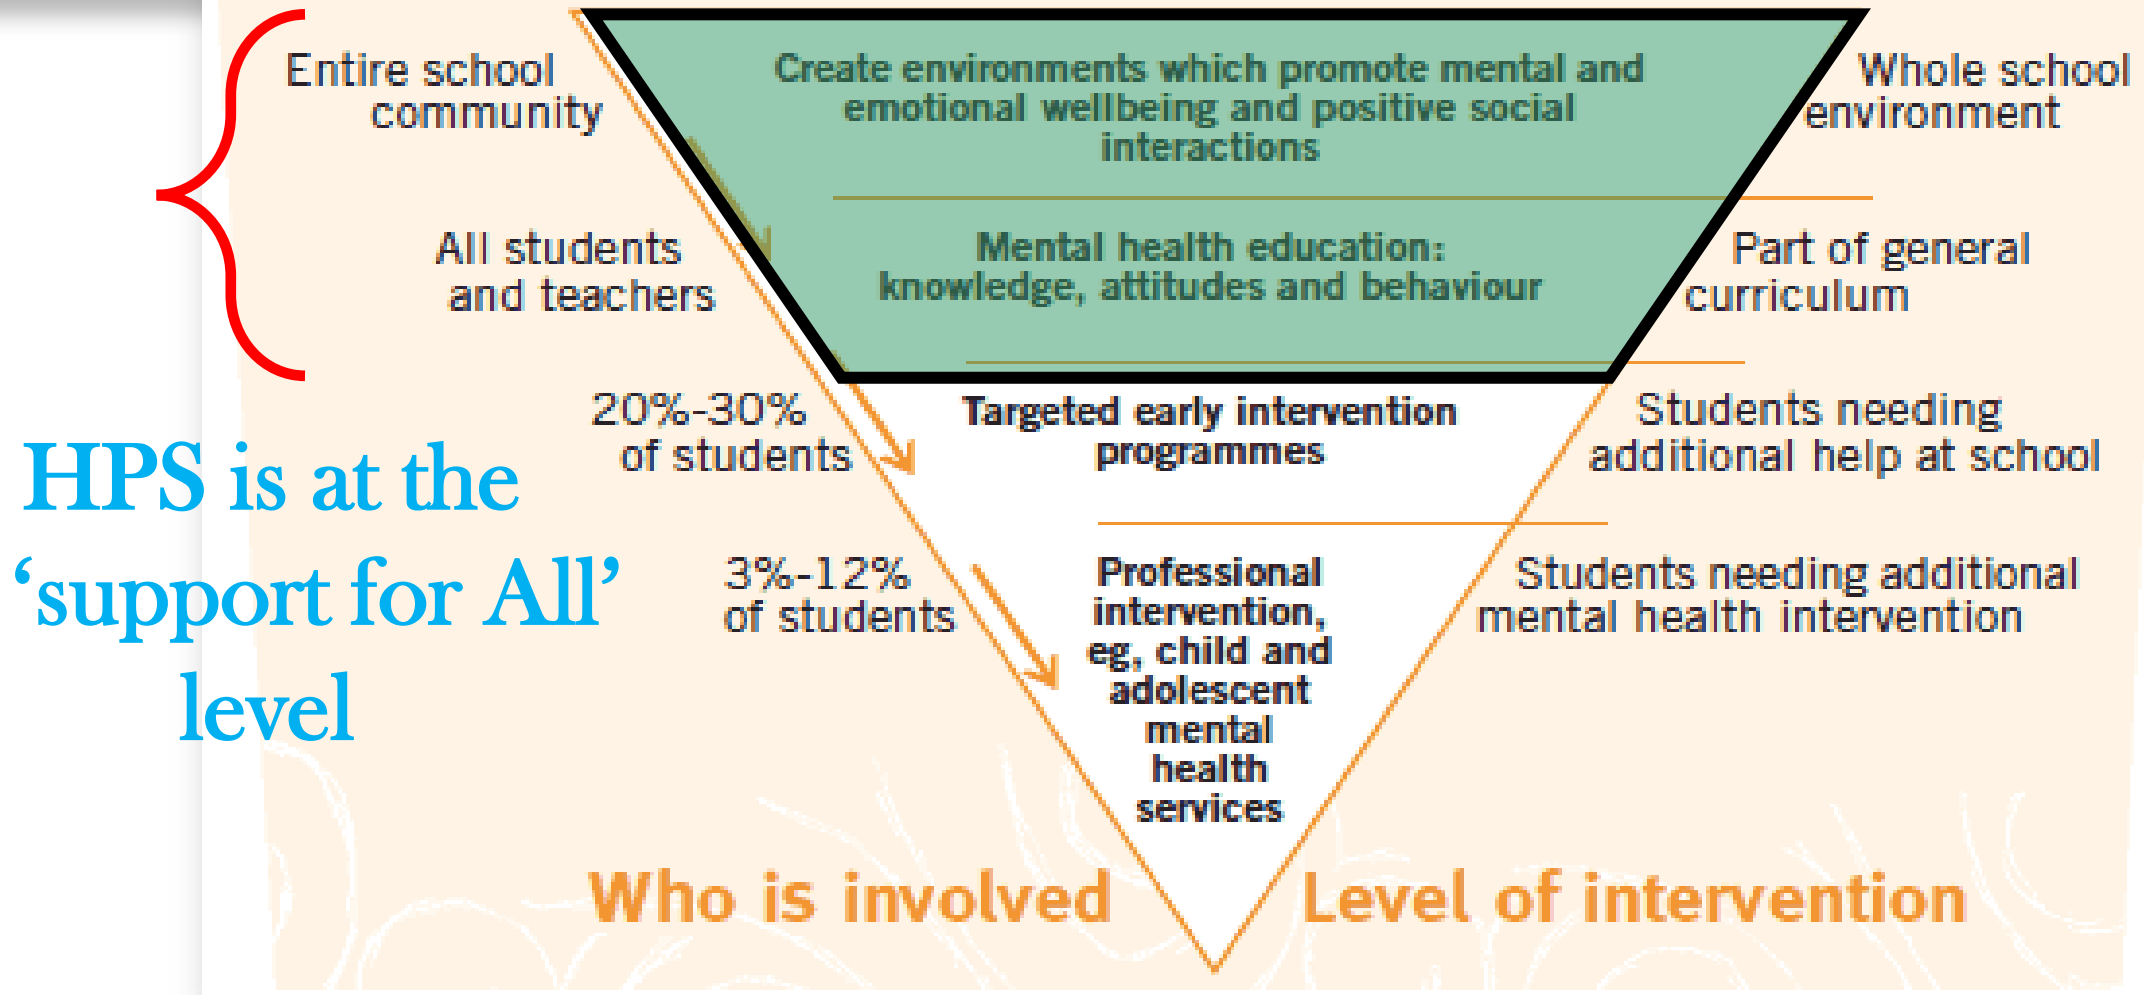 Entire school
community
Create environments which promote mental and
emotional wellbeing and positive social
interactions
Whole school
environment
All students
and teachers
Mental health education:
knowledge, attitudes and behaviour
Part of general
curriculum
20%-30%
of students
Targeted early intervention
programmes
Students needing
additional help at school
HPS is at the
‘support for All’
level
3%-12%
of students
Professional
intervention,
eg, child and
adolescent
mental
health
services
Students needing additional
mental health intervention
Who is involved
Level of intervention